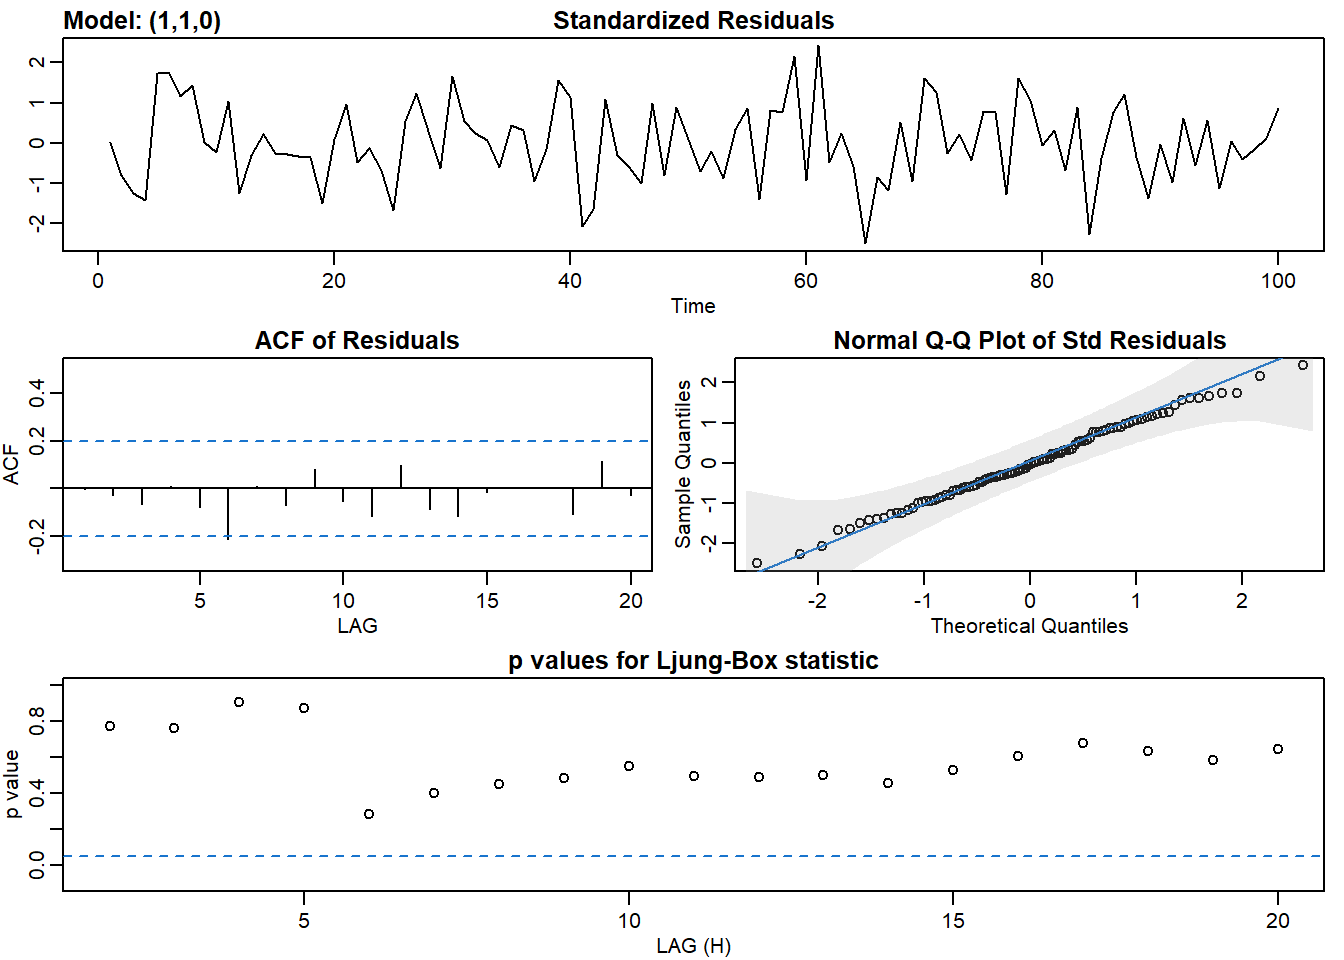 Model: (1,1,0) Standardized Residuals
2
1
0
-1
-2
0 20 40 60 80 100
Time
ACF of Residuals
ACF
0.4
0.2
-0.2
5 10 15 20
LAG
Normal Q-Q Plot of Std Residuals
Sample Quantiles
2
1
0
-1
-2
-2 -1 0 1 2
Theoretical Quantiles
p values for Ljung-Box statistic
p value
0.8
0.4
0.0
5 10 15 20
LAG (H)